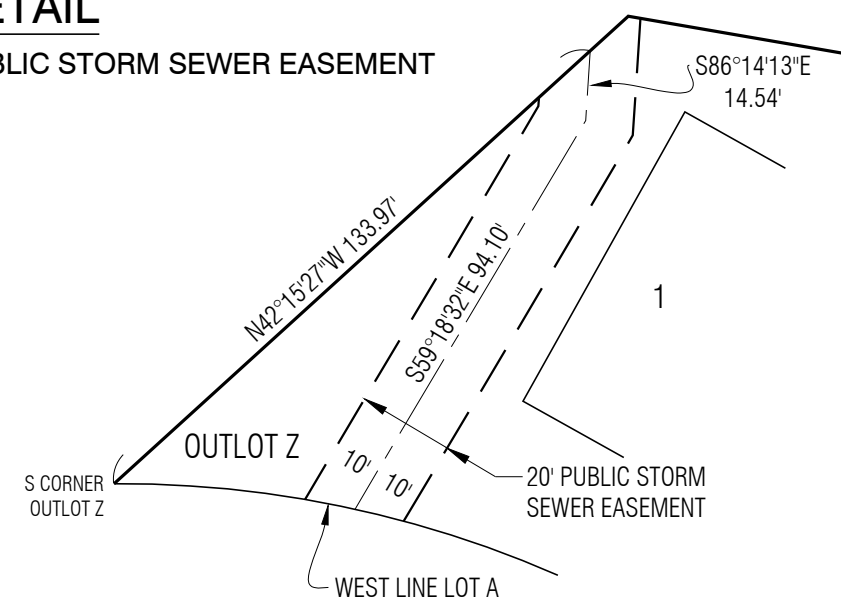 ETAIL
BLIC STORM SEWER EASEMENT
S86°14'13"E
14.54'
N42°15'27"W 133.97'
S59°18'32"E 94.10'
1
OUTLOT Z
10'
10'
S CORNER
OUTLOT Z
20' PUBLIC STORM
SEWER EASEMENT
WEST LINE LOT A